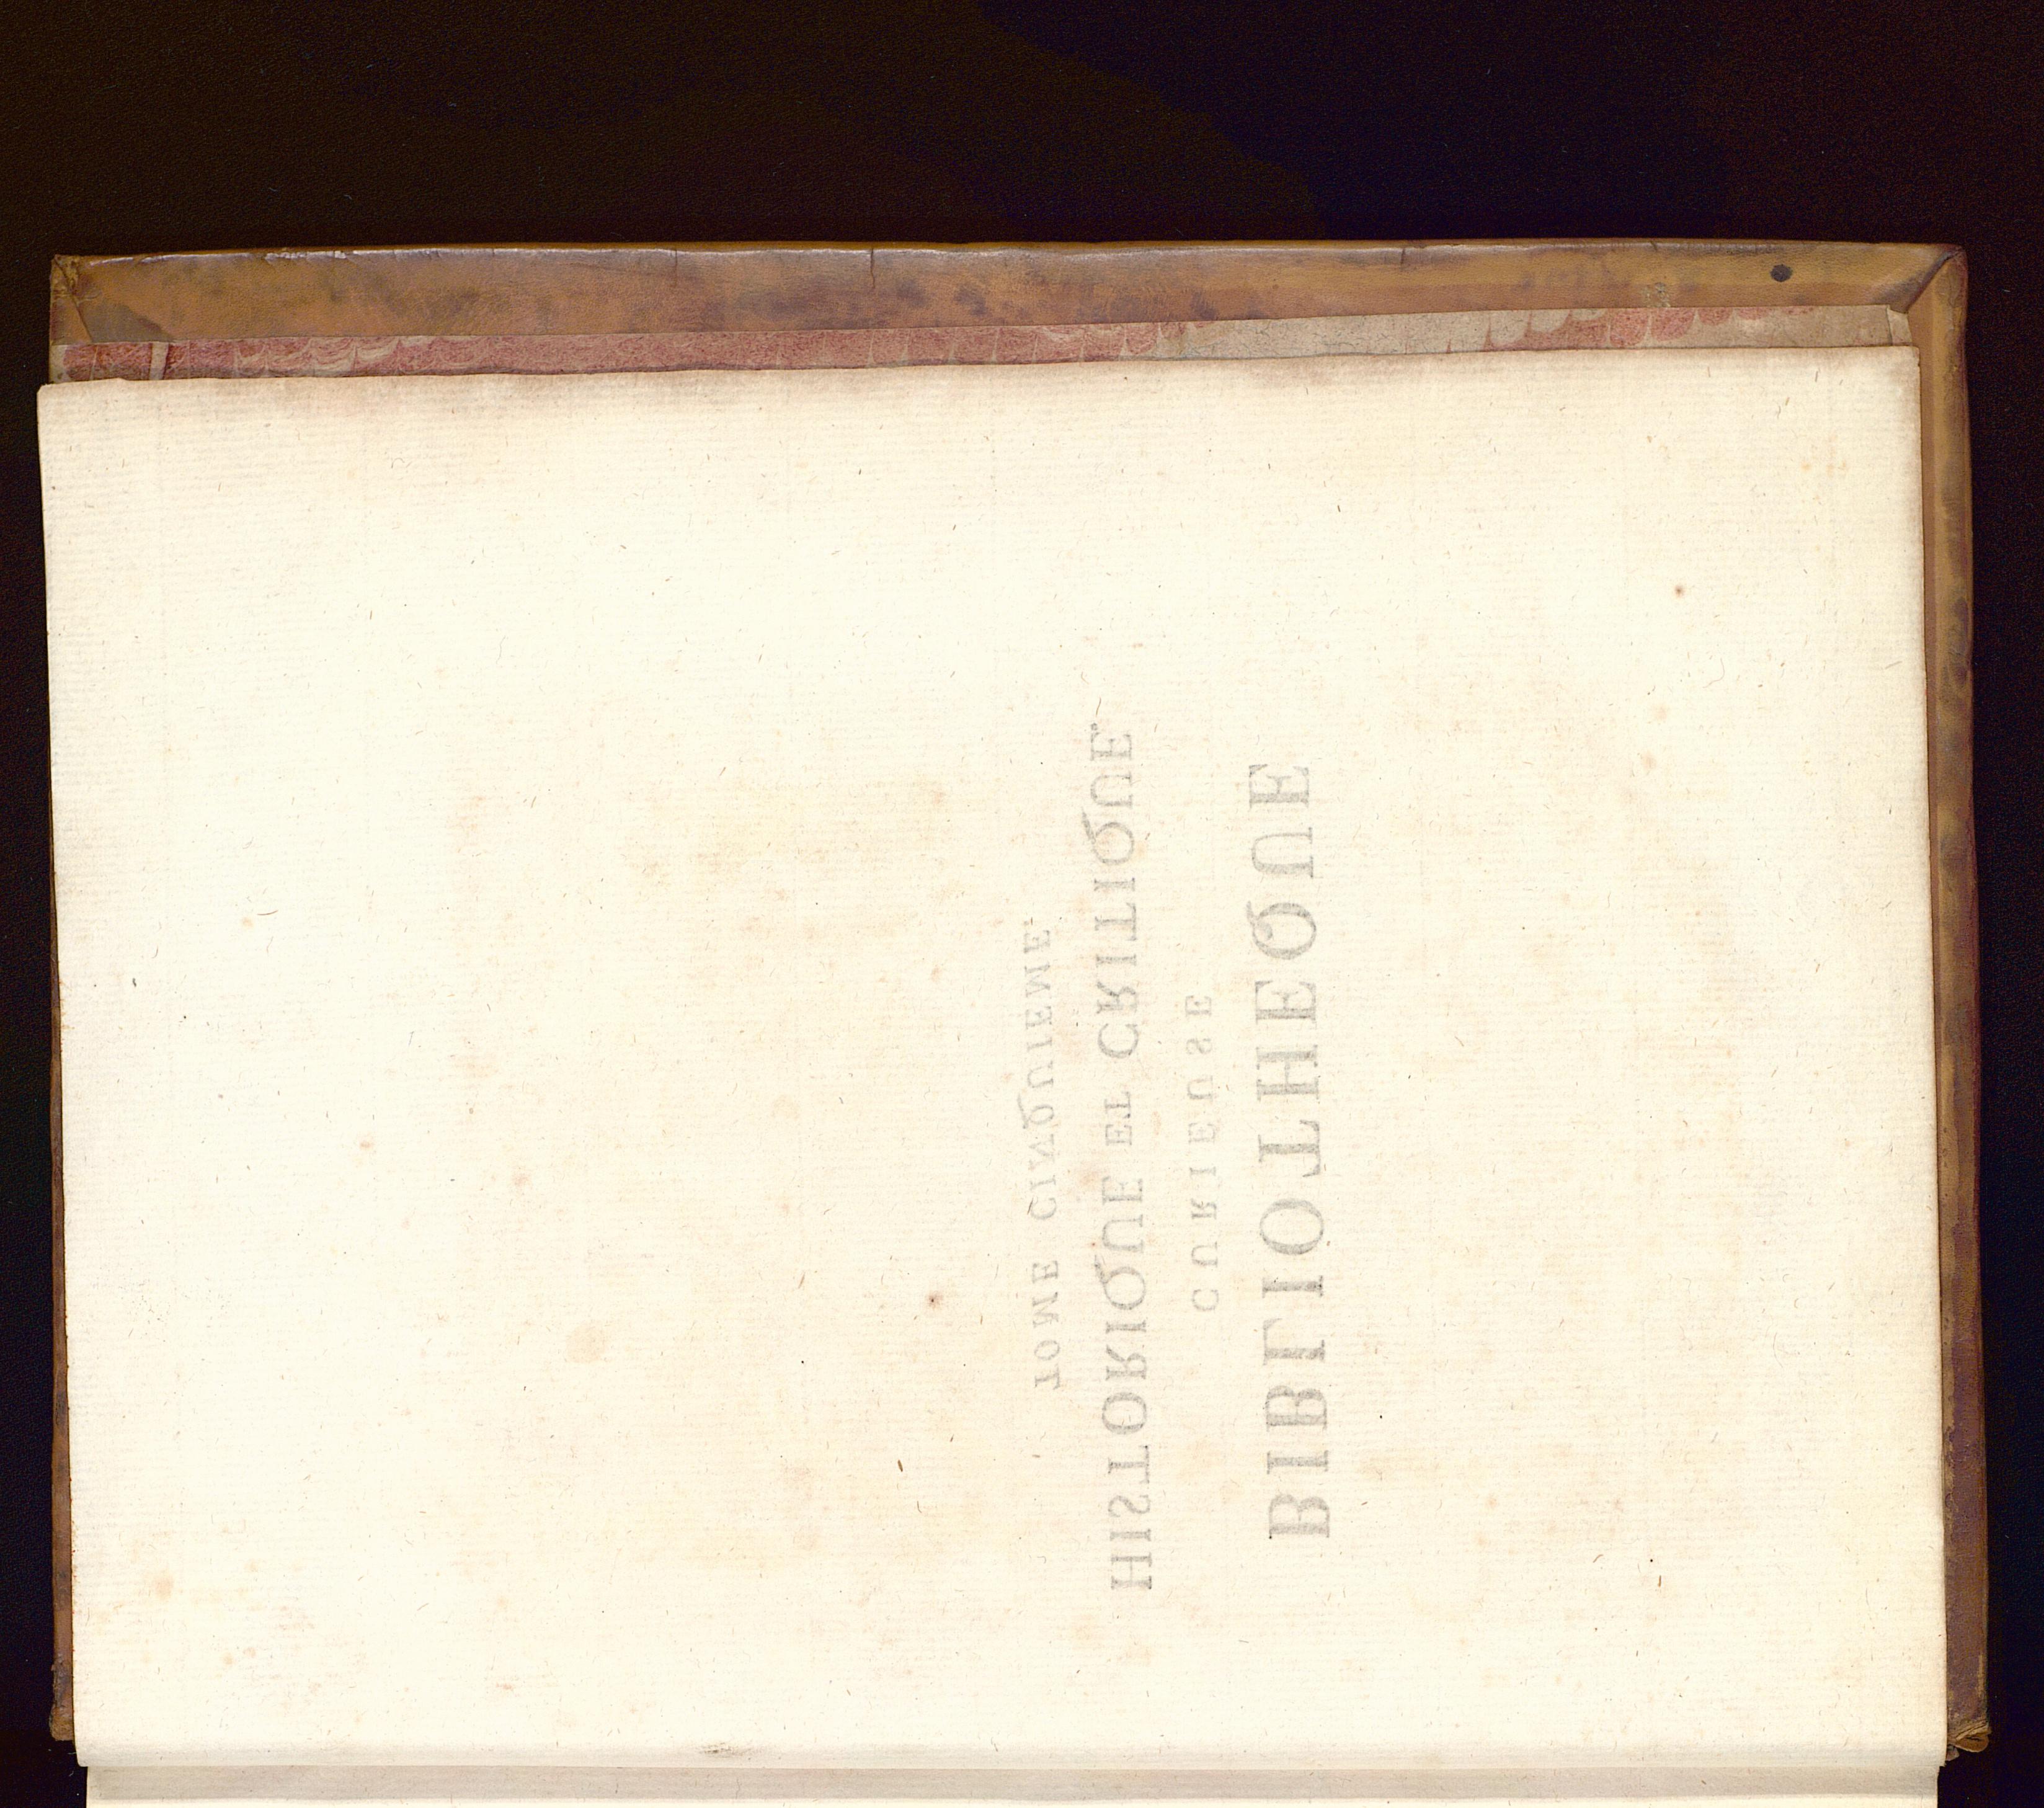 BIBLIOTHEQUE
CURIEUSE
HISTORIQUE ET CRITIQUE.
TOME CINQUIEME.